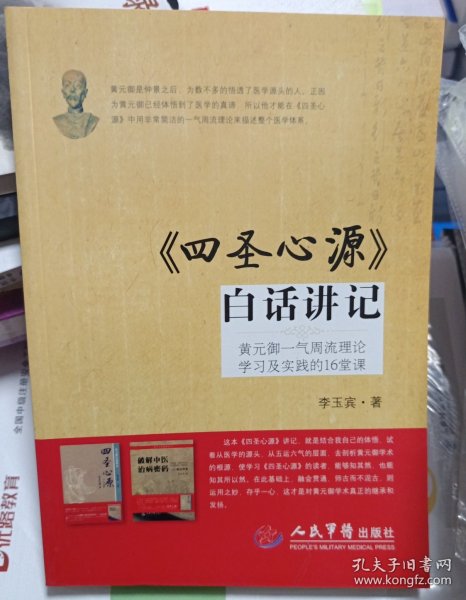 黄元御是仲景之后，为数不多的悟透了医学源头的人。正因
为黄元御已经体悟到了医学的真谛，所以他才能在《四圣心
源》中用非常简洁的一气周流理论来描述整个医学体系。
《四圣心源》
白话讲记
黄元御一气周流理论
学习及实践的16堂课
李玉宾·著
四圣心源
破解中医
治病密码
这本《四圣心源》讲记，就是结合我自己的体悟，试
着从医学的源头、从五运六气的层面，去剖析黄元御学术
的根源，使学习《四圣心源》的读者，能够知其然，也能
知其所以然。在此基础上，融会贯通，师古而不泥古，则
运用之妙，存乎一心，这才是对黄元御学术真正的继承和
发扬。
人民军医出版社
PEOPLE'S MILITARY MEDICAL PRESS
全国中级注册安
优路教育
孔夫子旧书网
www.kongfz.com